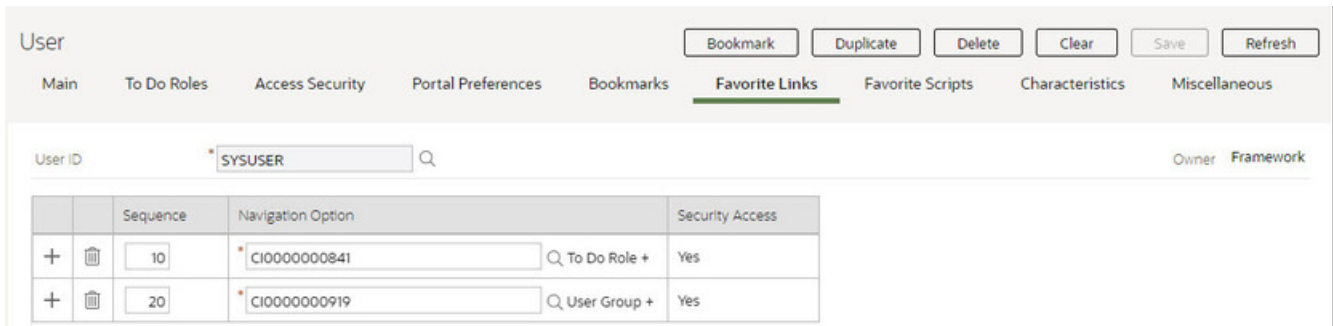 User
Bookmark Duplicate Delete Clear Save Refresh
Main To Do Roles Access Security Portal Preferences Bookmarks Favorite Links Favorite Scripts Characteristics Miscellaneous
User ID * SYSUSER Owner Framework
Sequence Navigation Option Security Access
10 * CI0000000841 To Do Role + Yes
20 * CI0000000919 User Group + Yes